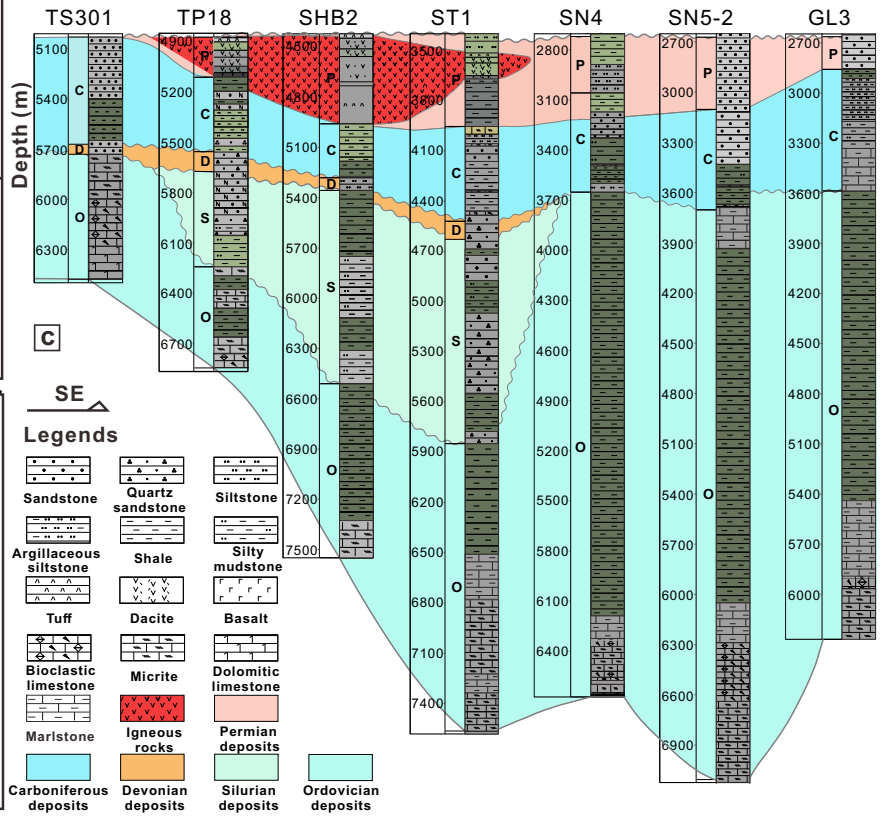 TS301 TP18 SHB2 ST1 SN4 SN5-2 GL3
Depth (m)
5100
5400
5700
6000
6300
C
D
O
4900
5200
5500
5800
6100
6400
6700
P
C
D
S
O
4500
4800
5100
5400
5700
6000
6300
6600
6900
7200
7500
P
C
D
S
O
3500
3800
4100
4400
4700
5000
5300
5600
5900
6200
6500
6800
7100
7400
P
C
D
S
O
2800
3100
3400
3700
4000
4300
4600
4900
5200
5500
5800
6100
6400
P
C
O
2700
3000
3300
3600
3900
4200
4500
4800
5100
5400
5700
6000
6300
6600
6900
P
C
O
2700
3000
3300
3600
3900
4200
4500
4800
5100
5400
5700
6000
P
C
O
C
SE
Legends
Sandstone
Quartz
sandstone
Siltstone
Argillaceous
siltstone
Shale
Silty
mudstone
Tuff
Dacite
Basalt
Bioclastic
limestone
Micrite
Dolomitic
limestone
Marlstone
Igneous
rocks
Permian
deposits
Carboniferous
deposits
Devonian
deposits
Silurian
deposits
Ordovician
deposits